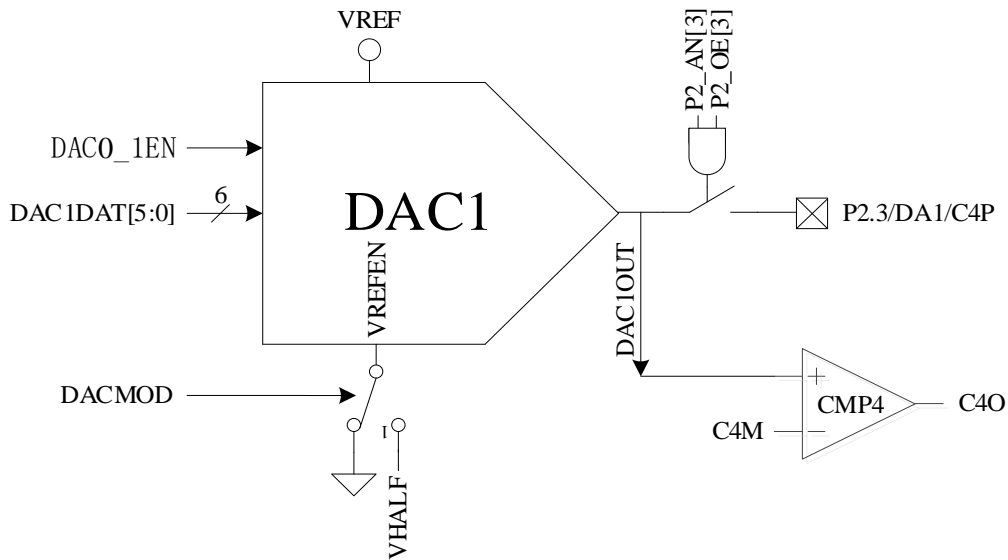 VREF
P2_AN[3]
P2_OE[3]
DAC0_1EN
6
DAC1DAT[5:0]
DAC1
P2.3/DA1/C4P
VREFEN
DAC1OUT
DACMOD
+
CMP4
C4O
C4M
1
VHALF